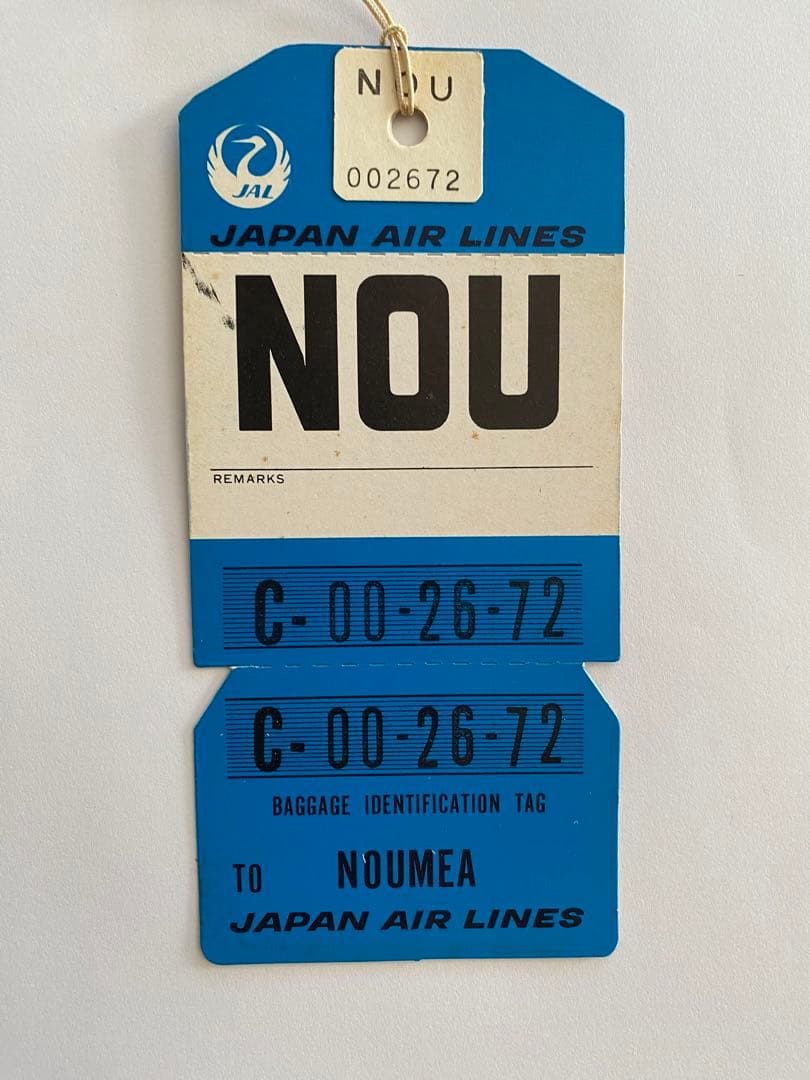 NOU
002672
JAL
JAPAN AIR LINES
NOU
REMARKS
C-00-26-72
C-00-26-72
BAGGAGE IDENTIFICATION TAG
TO NOUMEA
JAPAN AIR LINES